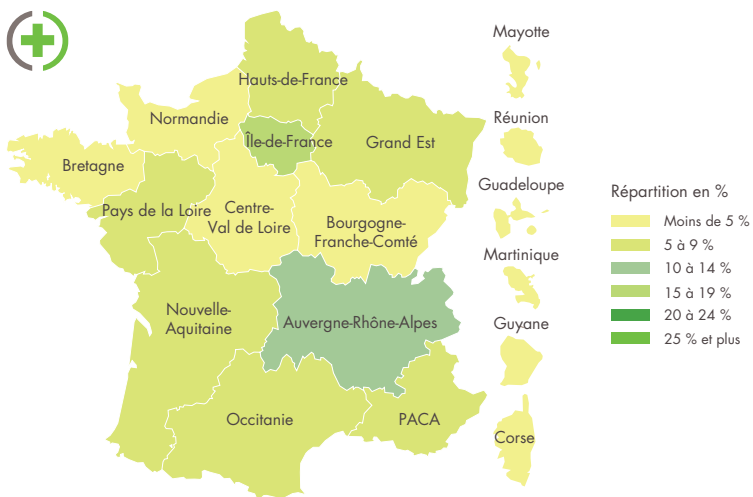 Mayotte
Hauts-de-France
Normandie
Réunion
Île-de-France
Grand Est
Bretagne
Guadeloupe
Répartition en %
Pays de la Loire
Centre-
Val de Loire
Bourgogne-
Franche-Comté
Moins de 5 %
5 à 9 %
Martinique
10 à 14 %
15 à 19 %
Nouvelle-
Aquitaine
Auvergne-Rhône-Alpes
Guyane
20 à 24 %
25 % et plus
Occitanie
PACA
Corse